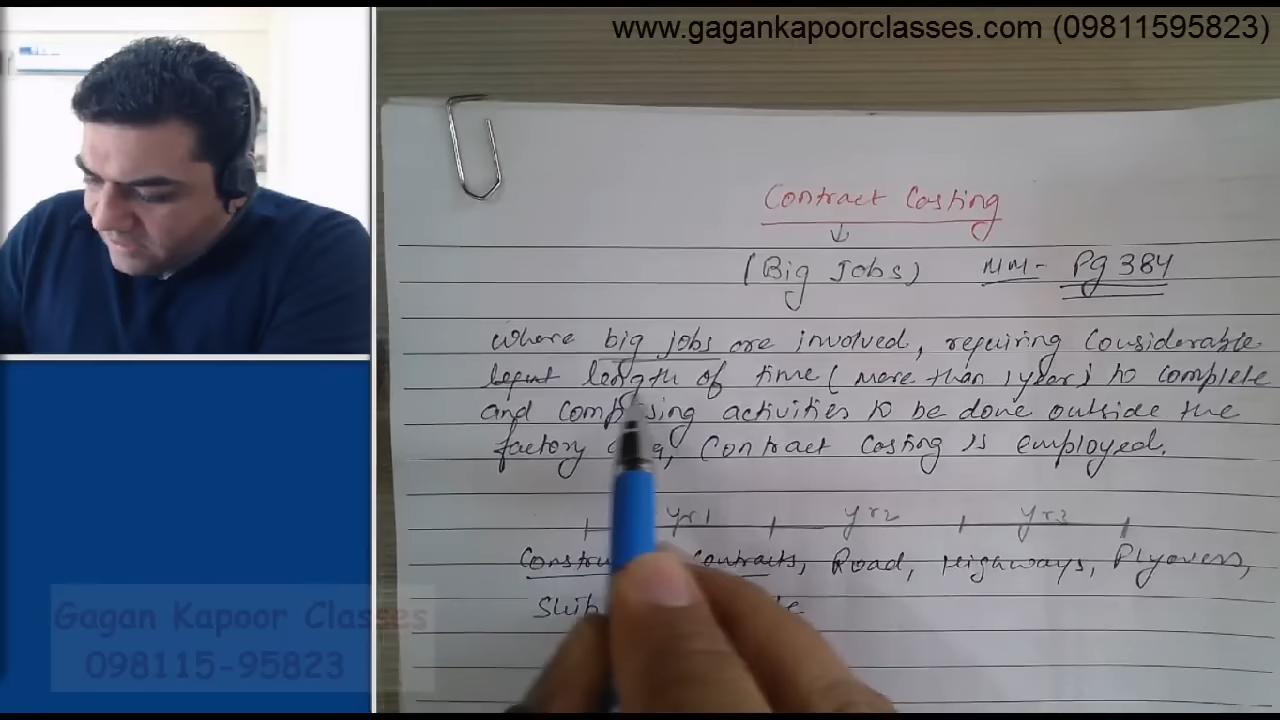 www.gagankapoorclasses.com (09811595823)
Contract Costing
(Big Jobs) MM- Pg 384
where big jobs are involved, requiring Considerable
length of time (more than 1 year) to complete
and comprising activities to be done outside the
factory Contract Costing is employed.
yr1 yr2 yr3
Contracts, Road, Highways, Flyovers,
Gagan Kapoor Classes
098115-95823